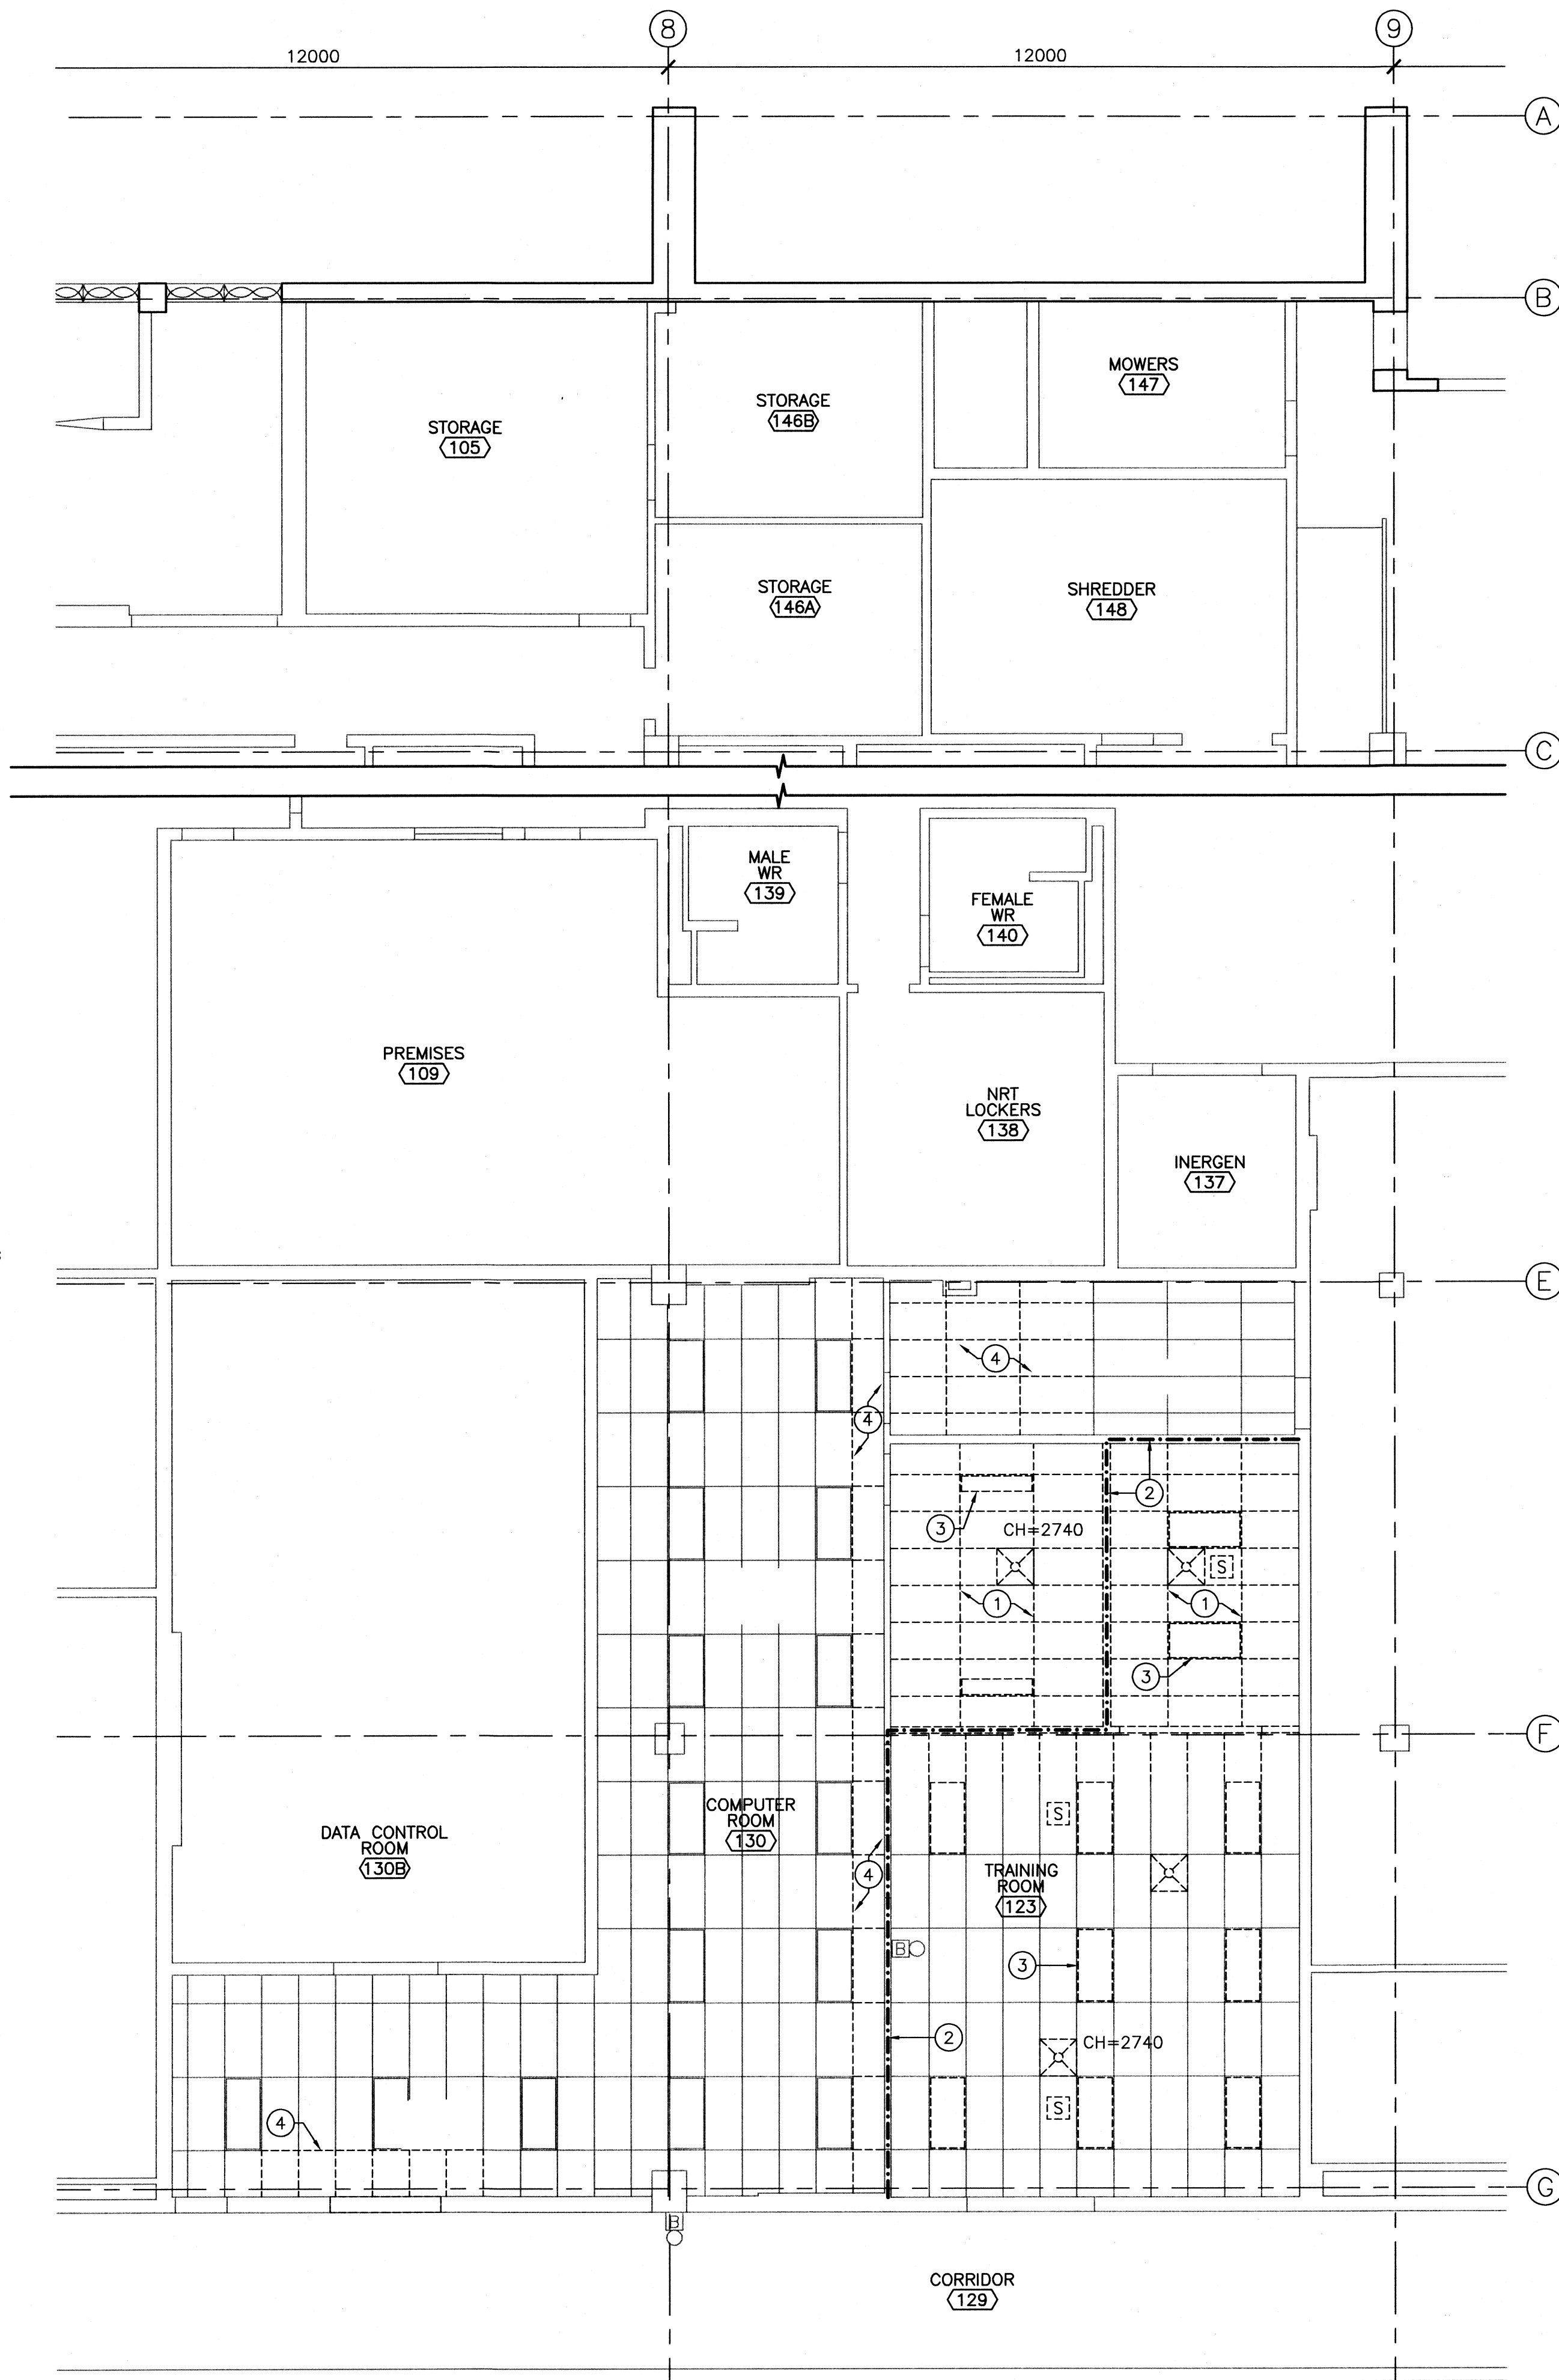 8
9
12000
12000
A
B
MOWERS
147
STORAGE
146B
STORAGE
105
STORAGE
146A
SHREDDER
148
C
MALE
WR
139
FEMALE
WR
140
PREMISES
109
NRT
LOCKERS
138
INERGEN
137
E
4
4
2
3
CH=2740
S
1
1
3
F
COMPUTER
ROOM
130
S
DATA CONTROL
ROOM
130B
4
TRAINING
ROOM
123
B
3
2
CH=2740
S
4
G
B
CORRIDOR
129